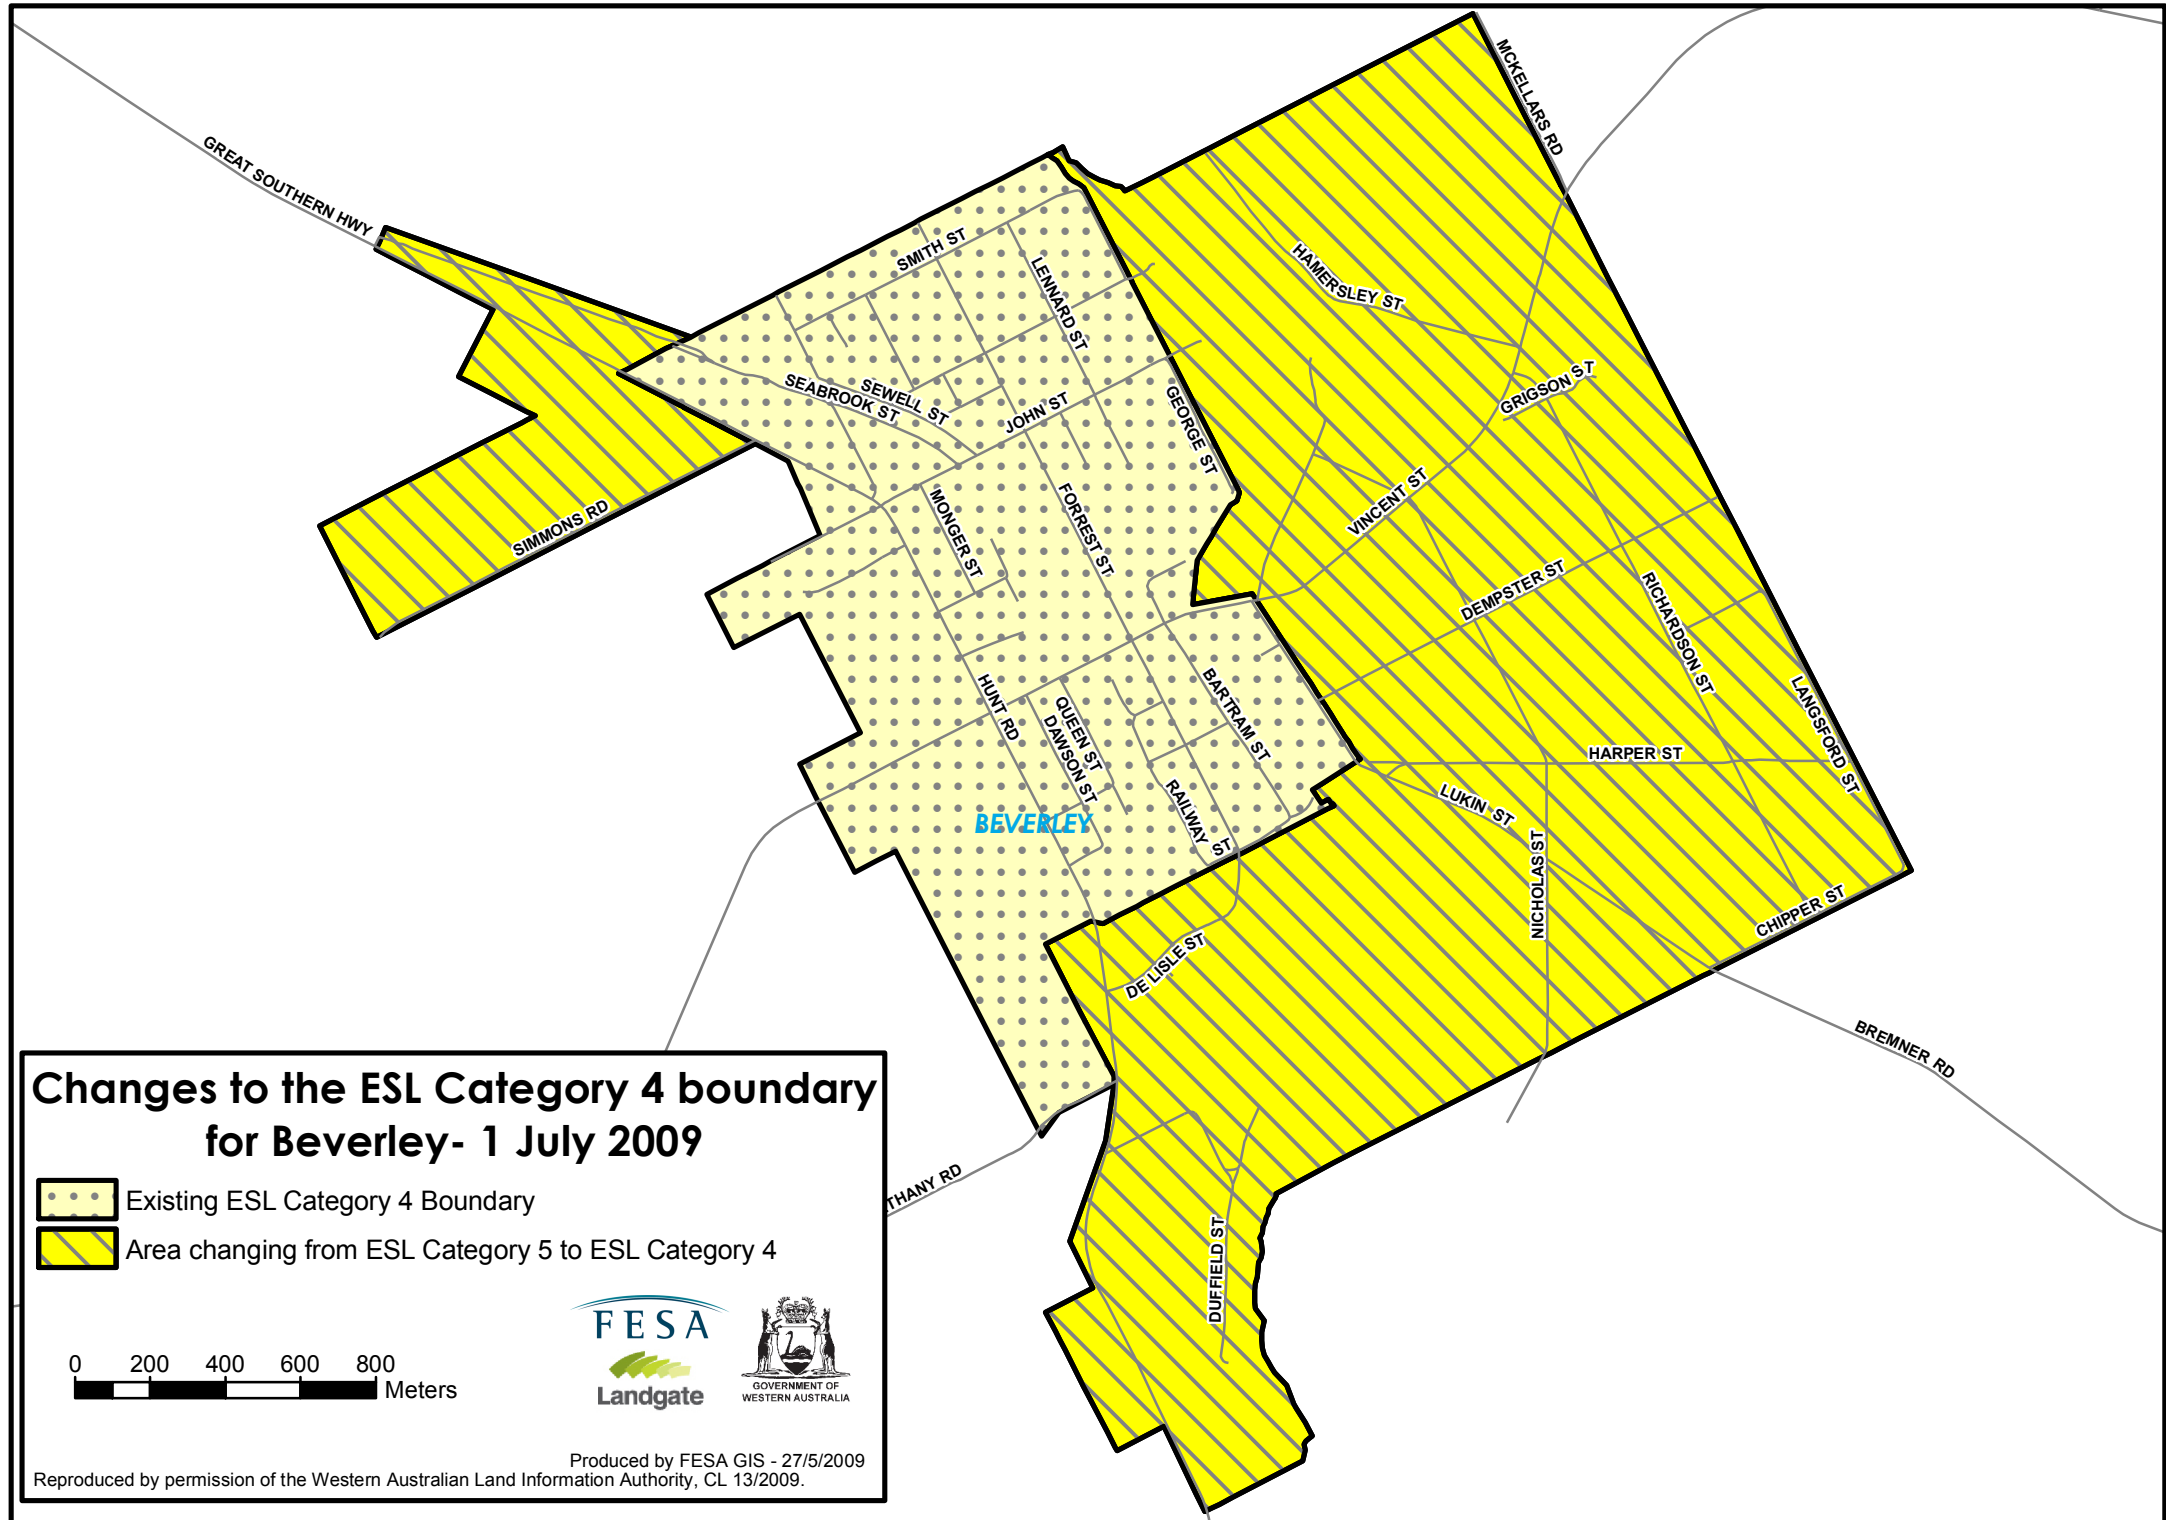 MCKELLARS RD
GREAT SOUTHERN HWY
SMITH ST
LENNARD ST
HAMERSLEY ST
SEABROOK ST
SEWELL ST
JOHN ST
GEORGE ST
GRIGSON ST
VINCENT ST
SIMMONS RD
MONGER ST
FORREST ST
DEMPSTER ST
RICHARDSON ST
HUNT RD
QUEEN ST
DAWSON ST
BARTRAM ST
LANGSFORD ST
HARPER ST
RAILWAY ST
LUKIN ST
BEVERLEY
NICHOLAS ST
CHIPPER ST
DE LISLE ST
BREMNER RD
THANY RD
DUFFIELD ST
Changes to the ESL Category 4 boundary
for Beverley- 1 July 2009
Existing ESL Category 4 Boundary
Area changing from ESL Category 5 to ESL Category 4
FESA
Landgate
GOVERNMENT OF
WESTERN AUSTRALIA
0 200 400 600 800
Meters
Produced by FESA GIS - 27/5/2009
Reproduced by permission of the Western Australian Land Information Authority, CL 13/2009.